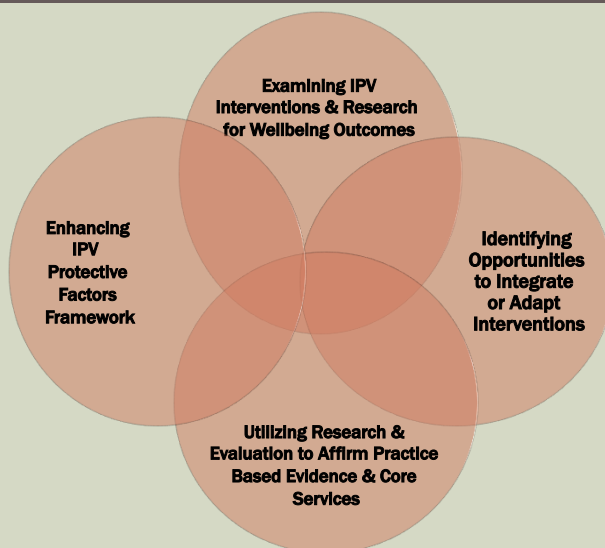 Examining IPV
Interventions & Research
for Wellbeing Outcomes
Enhancing
IPV
Protective
Factors
Framework
Identifying
Opportunities
to Integrate
or Adapt
Interventions
Utilizing Research &
Evaluation to Affirm Practice
Based Evidence & Core
Services